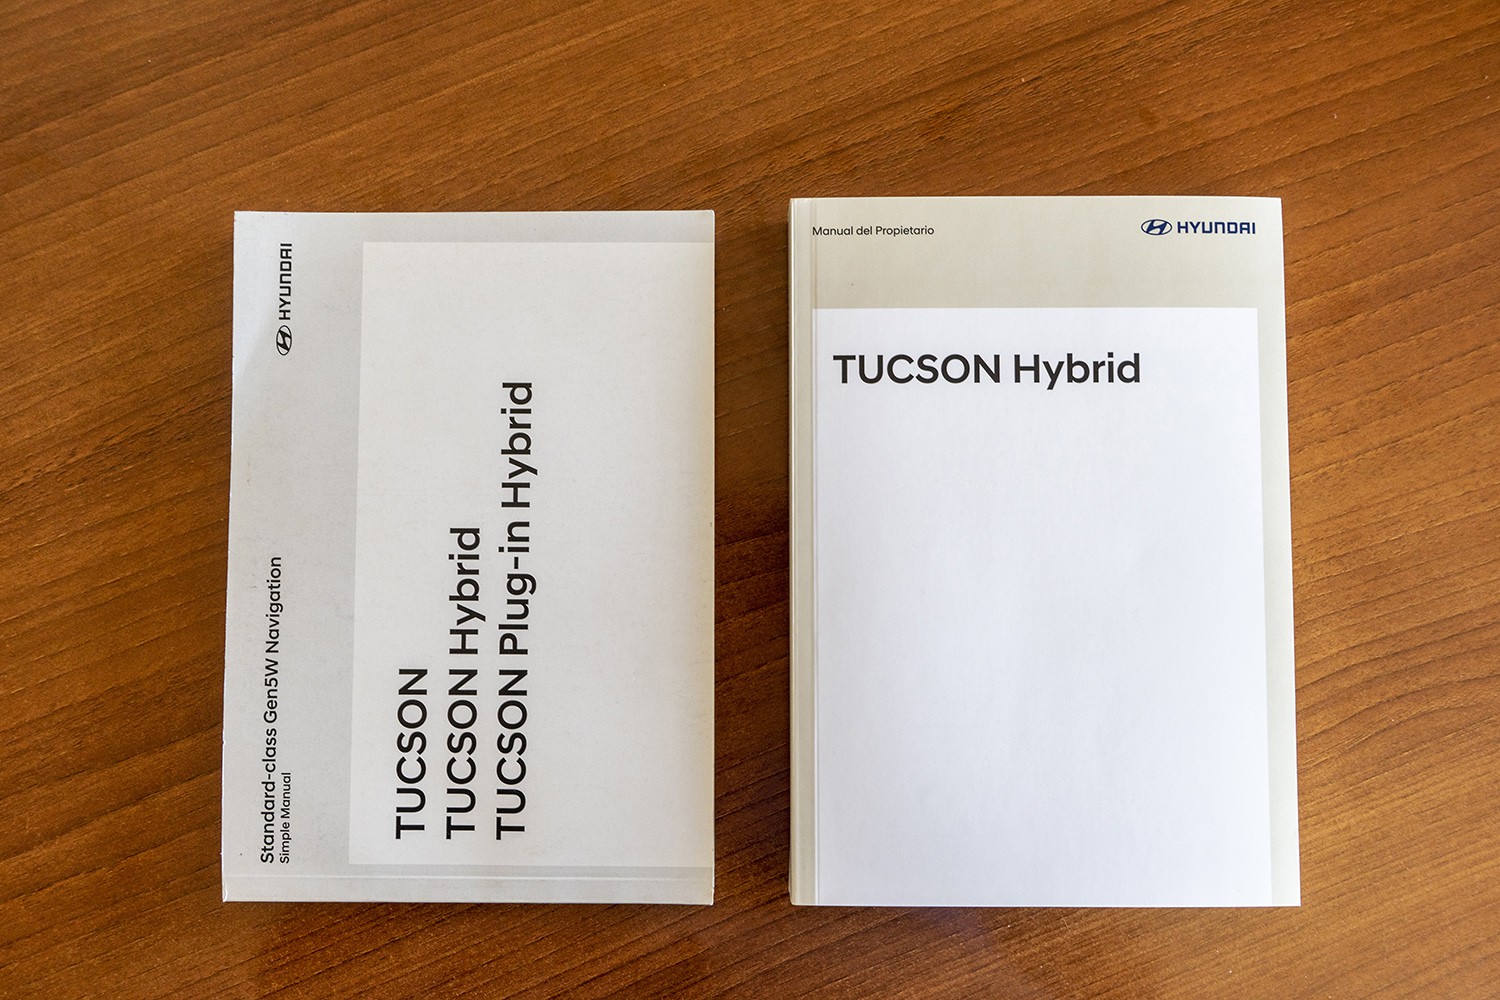 Standard-class Gen5W Navigation
Simple Manual
HYUNDAI
TUCSON
TUCSON Hybrid
TUCSON Plug-in Hybrid
Manual del Propietario
HYUNDAI
TUCSON Hybrid